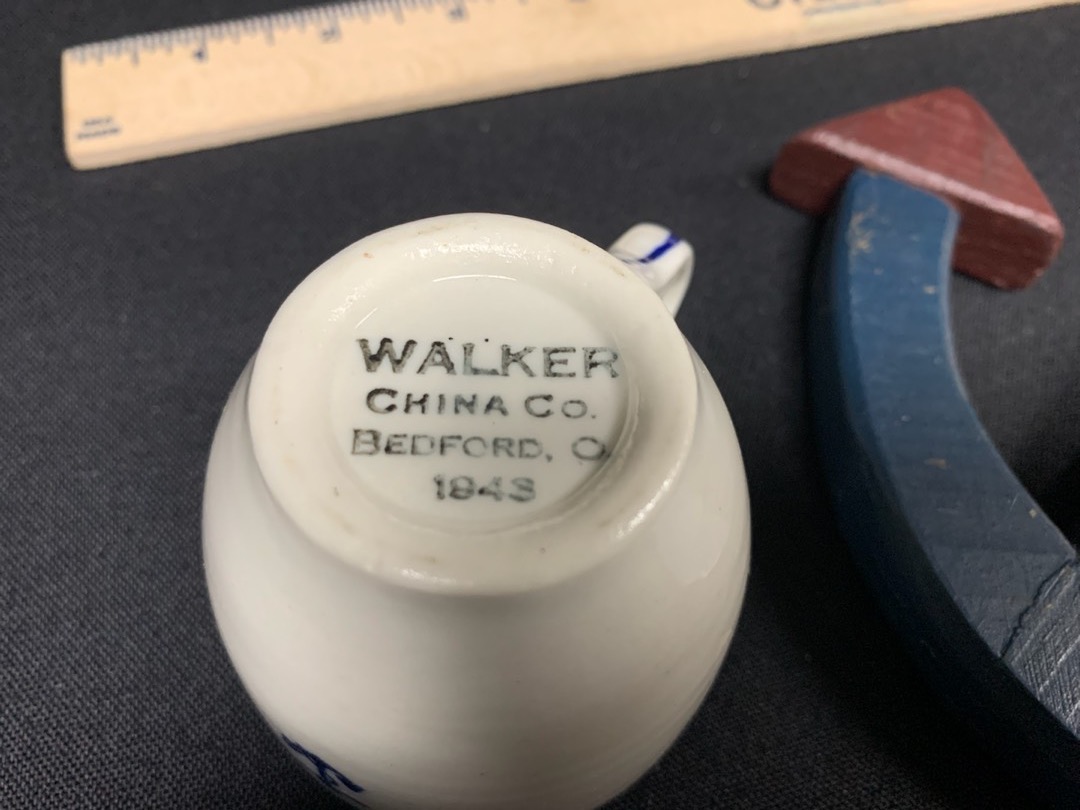 WALKER
CHINA CO.
BEDFORD, O.
1943